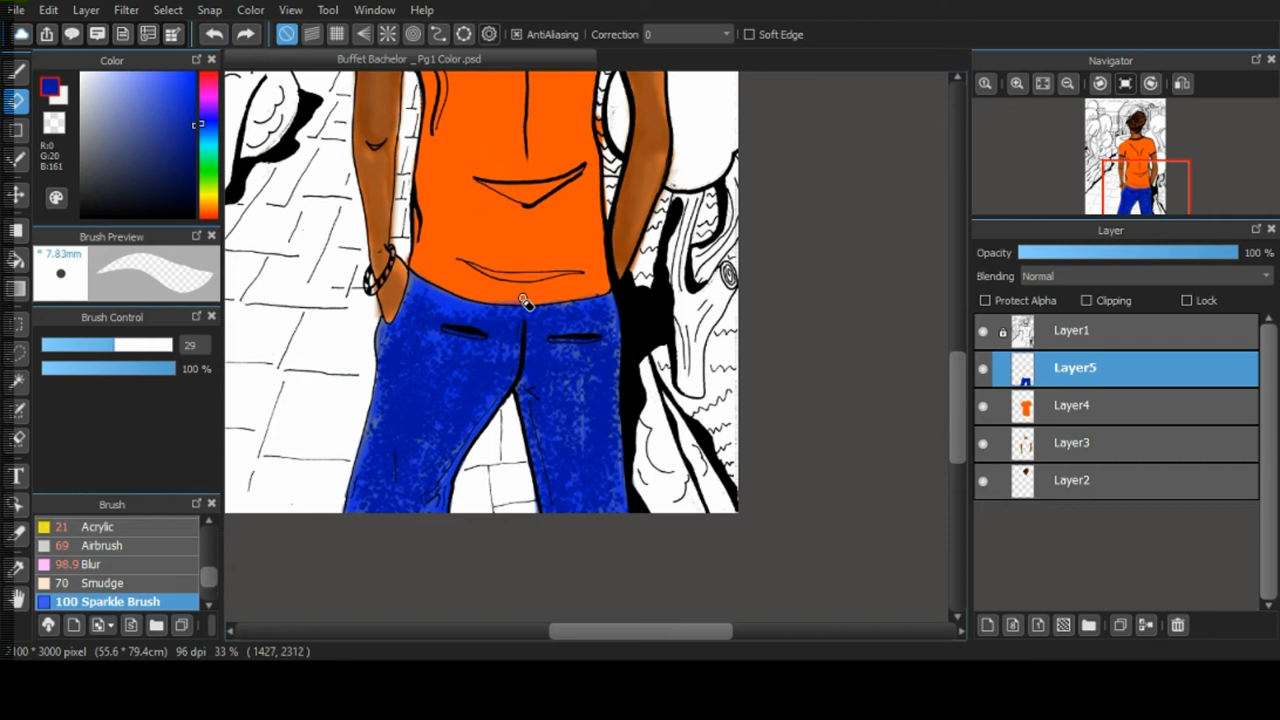 File Edit Layer Filter Select Snap Color View Tool Window Help
AntiAliasing Correction 0 Soft Edge
Color
Buffet Bachelor _Pg1 Color.psd
Navigator
R:0
G:20
B:161
Brush Preview
* 7.83mm
Brush Control
29
100 %
Brush
21 Acrylic
69 Airbrush
98.9 Blur
70 Smudge
100 Sparkle Brush
Layer
Opacity 100 %
Blending Normal
Protect Alpha Clipping Lock
Layer1
Layer5
Layer4
Layer3
Layer2
100 * 3000 pixel (55.6 * 79.4cm) 96 dpi 33 % ( 1427, 2312 )